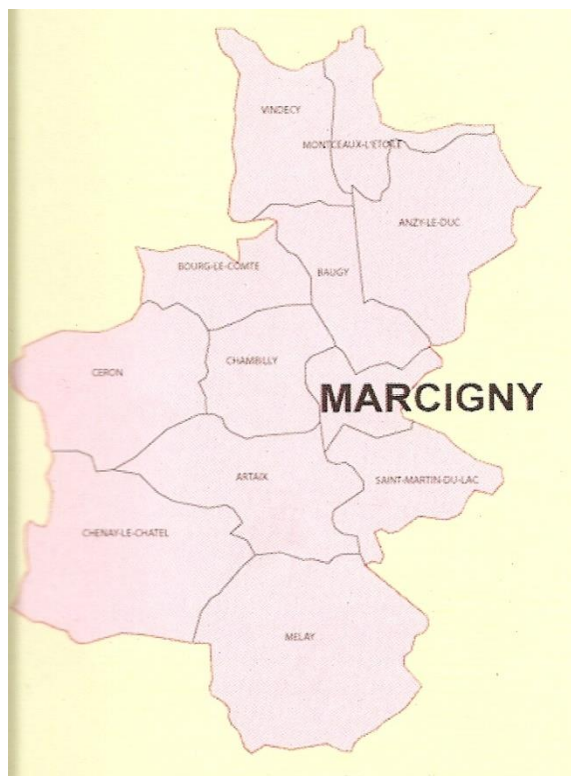 VINDECY
MONTCEAUX-L'ETOILE
ANZY-LE-DUC
BOURG-LE-COMTE
BAUGY
CHAMBILLY
CERON
MARCIGNY
ARTAIX
SAINT-MARTIN-DU-LAC
CHENAY-LE-CHATEL
MELAY